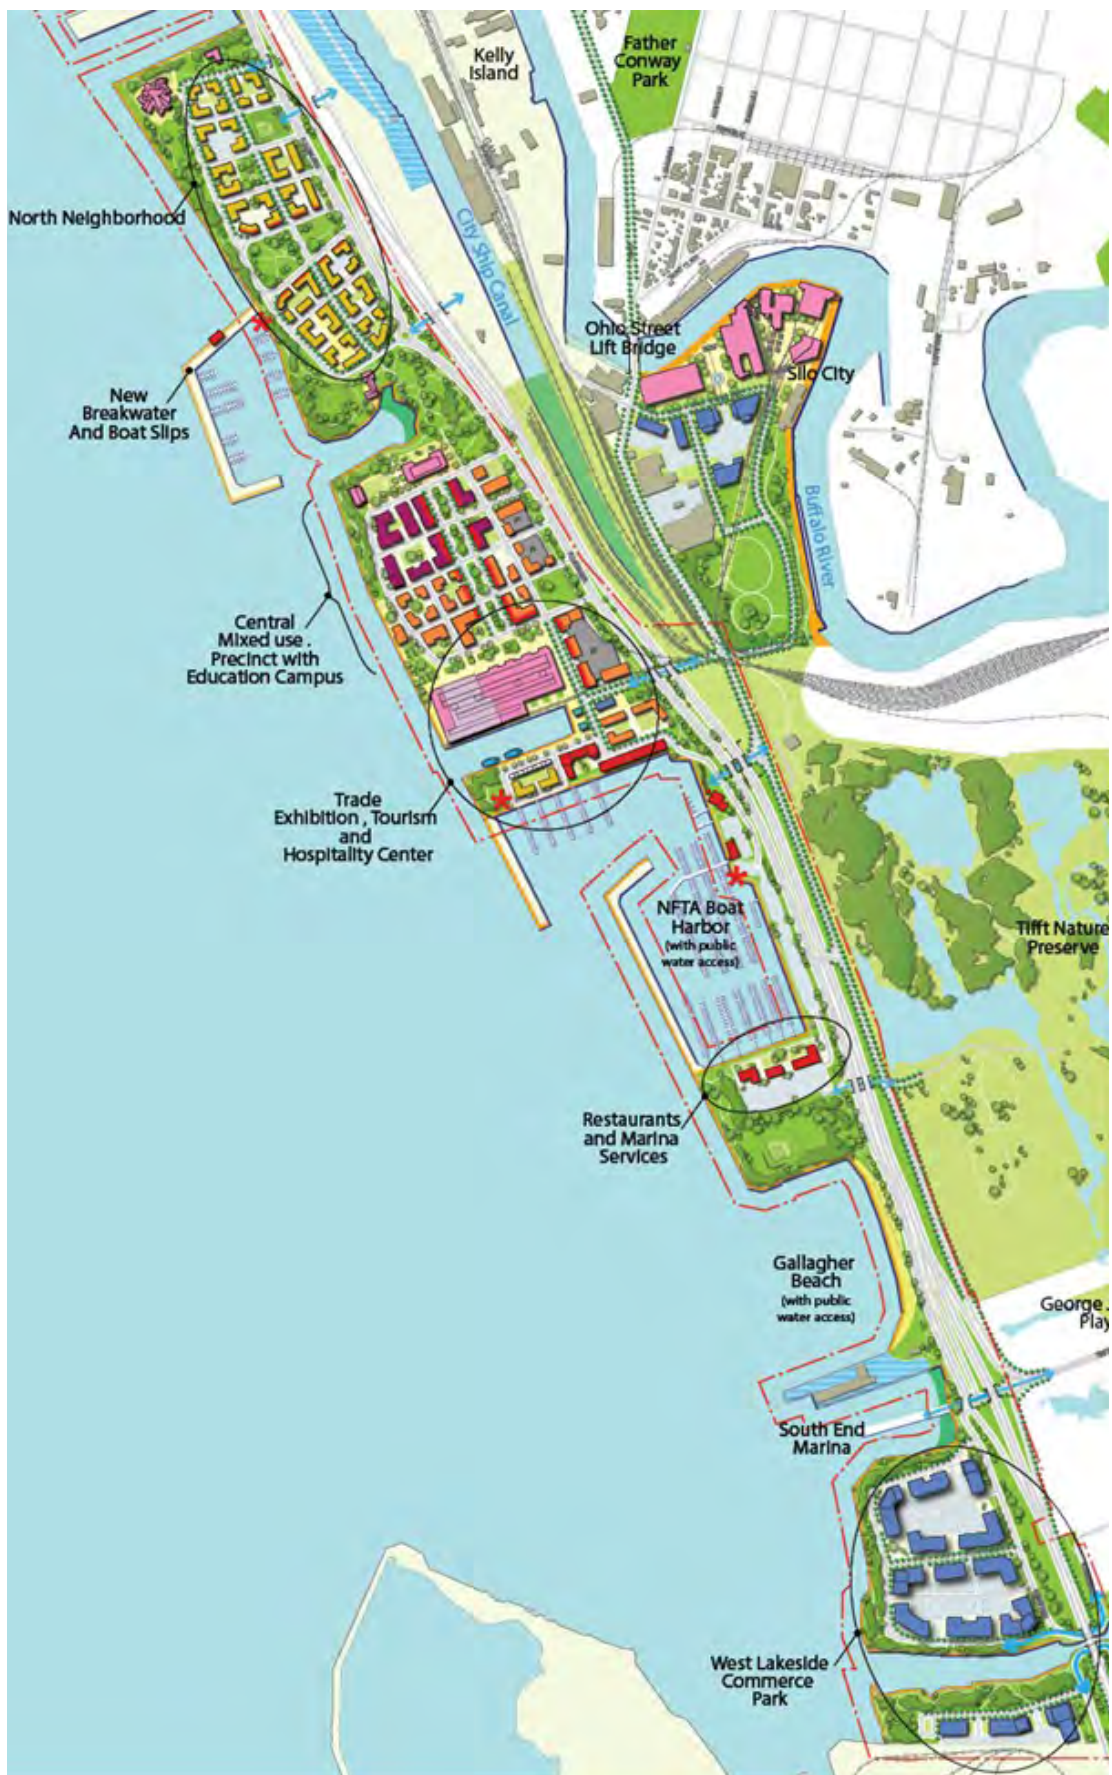 Kelly
Island
Father
Conway
Park
North Neighborhood
City Ship Canal
Ohio Street
Lift Bridge
Silo City
New
Breakwater
And Boat Slips
Buffalo River
Central
Mixed use .
Precinct with
Education Campus
Trade
Exhibition , Tourism
and
Hospitality Center
NFTA Boat
Harbor
(with public
water access)
Tifft Nature
Preserve
Restaurants
and Marina
Services
Gallagher
Beach
(with public
water access)
George .
Play
South End
Marina
West Lakeside
Commerce
Park